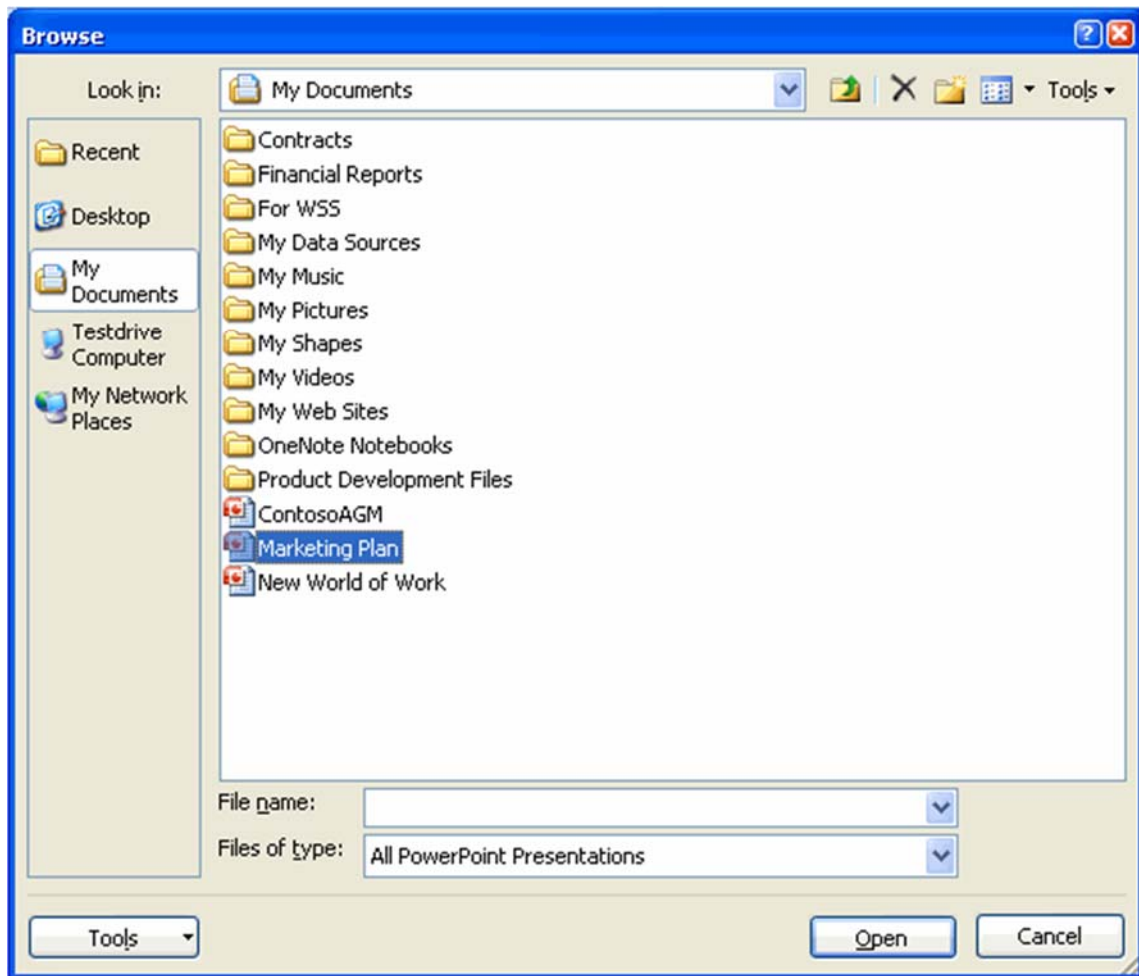 Browse
Look in:
My Documents
Tools
Recent
Desktop
My
Documents
Testdrive
Computer
My Network
Places
Contracts
Financial Reports
For WSS
My Data Sources
My Music
My Pictures
My Shapes
My Videos
My Web Sites
OneNote Notebooks
Product Development Files
ContosoAGM
Marketing Plan
New World of Work
File name:
Files of type:
All PowerPoint Presentations
Tools
Open
Cancel